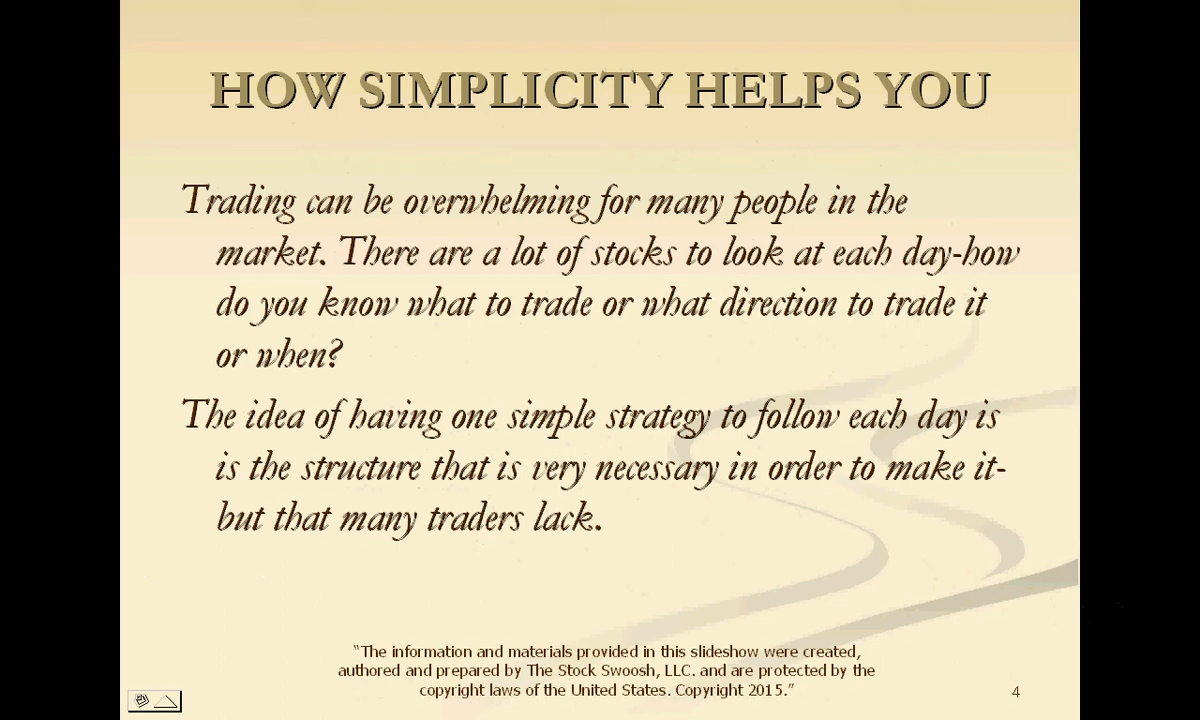 HOW SIMPLICITY HELPS YOU
Trading can be overwhelming for many people in the
market. There are a lot of stocks to look at each day-how
do you know what to trade or what direction to trade it
or when?
The idea of having one simple strategy to follow each day is
is the structure that is very necessary in order to make it-
but that many traders lack.
"The information and materials provided in this slideshow were created,
authored and prepared by The Stock Swoosh, LLC. and are protected by the
copyright laws of the United States. Copyright 2015."
4